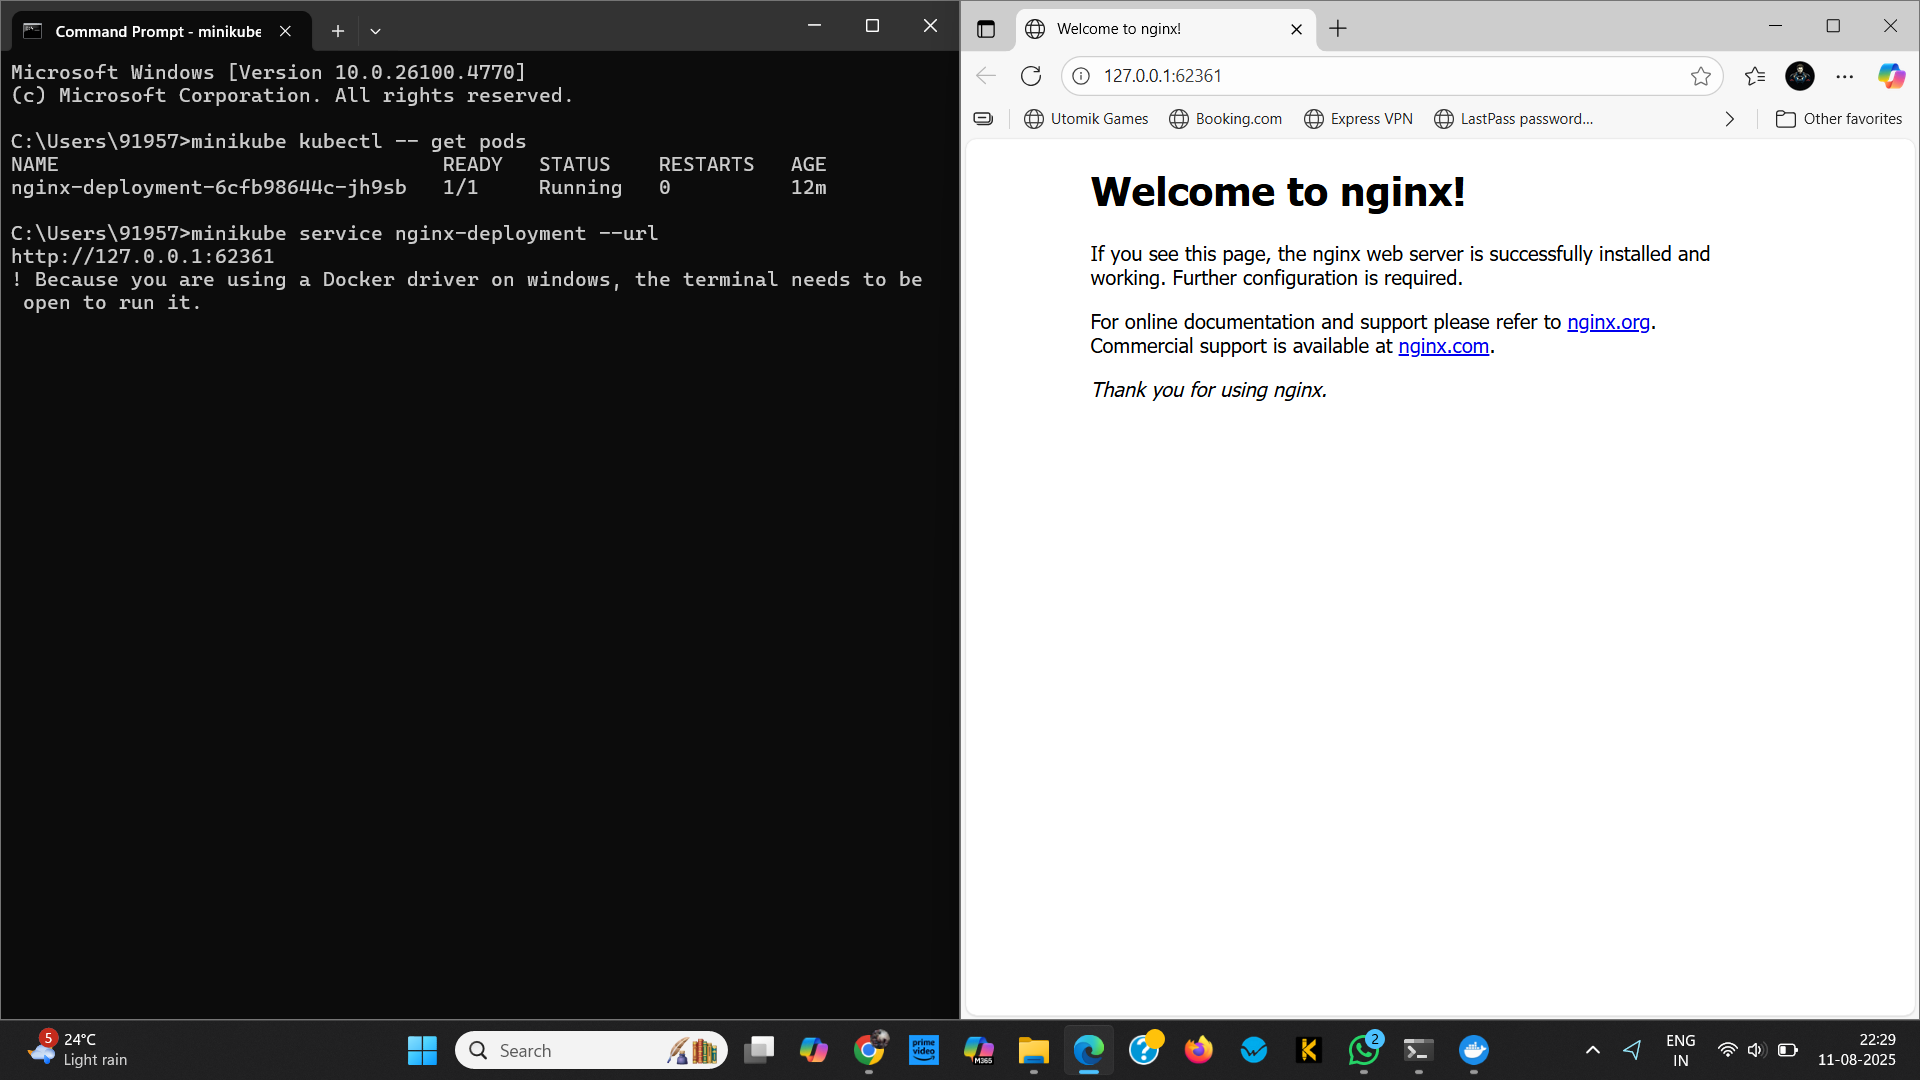 Command Prompt - minikube
Microsoft Windows [Version 10.0.26100.4770]
(c) Microsoft Corporation. All rights reserved.
C:\Users\91957>minikube kubectl -- get pods
NAME READY STATUS RESTARTS AGE
nginx-deployment-6cfb98644c-jh9sb 1/1 Running 0 12m
C:\Users\91957>minikube service nginx-deployment --url
http://127.0.0.1:62361
! Because you are using a Docker driver on windows, the terminal needs to be
open to run it.
Welcome to nginx!
127.0.0.1:62361
Utomik Games Booking.com Express VPN LastPass password... Other favorites
Welcome to nginx!
If you see this page, the nginx web server is successfully installed and
working. Further configuration is required.
For online documentation and support please refer to nginx.org.
Commercial support is available at nginx.com.
Thank you for using nginx.
5
24°C
Light rain
Search
prime
video
M365
2
ENG
IN
22:29
11-08-2025